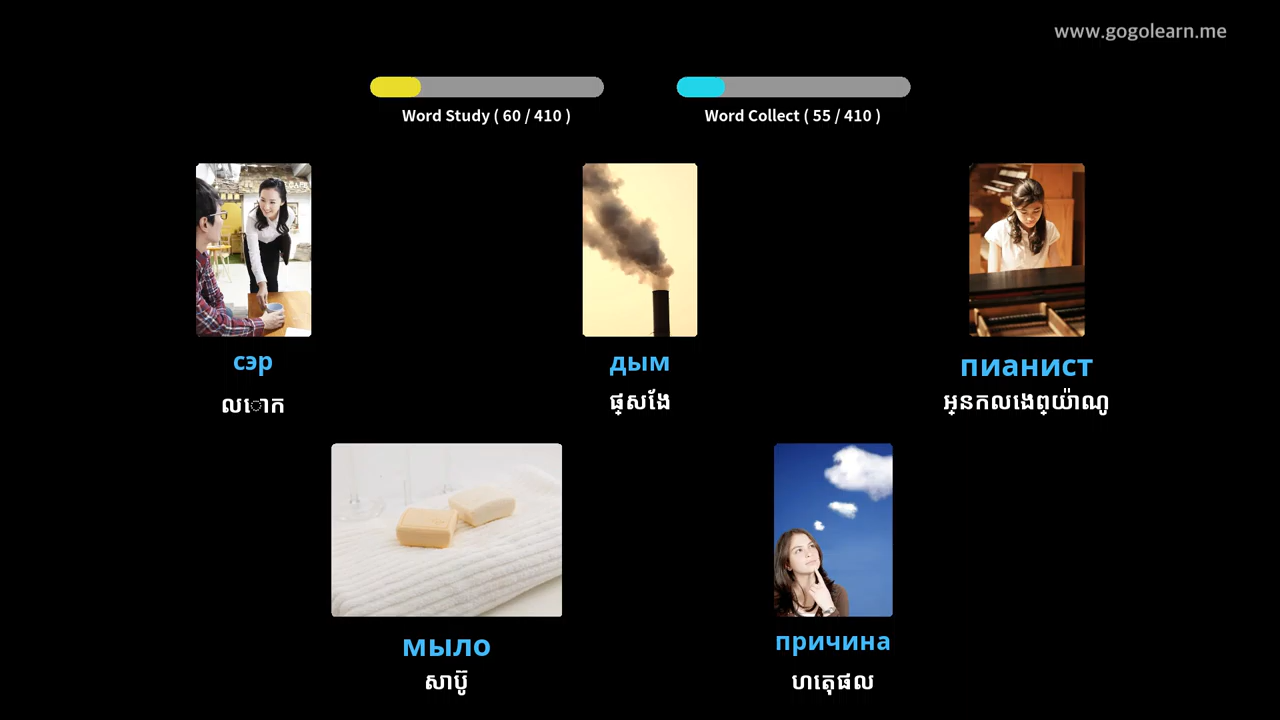 www.gogolearn.me
Word Study ( 60 / 410 )
Word Collect ( 55 / 410 )
сэр
លោក
дым
ផ្សែង
пианист
អ្នកលេងព្យ៉ាណូ
мыло
សាប៊ូ
причина
ហេតុផល